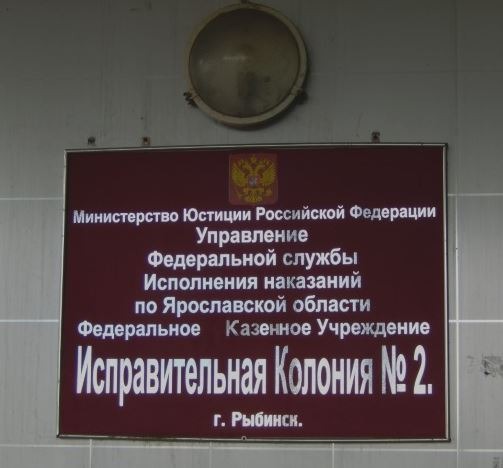 Министерство Юстиции Российской Федерации
Управление
Федеральной службы
Исполнения наказаний
по Ярославской области
Федеральное Казенное Учреждение
Исправительная Колония № 2.
г. Рыбинск.